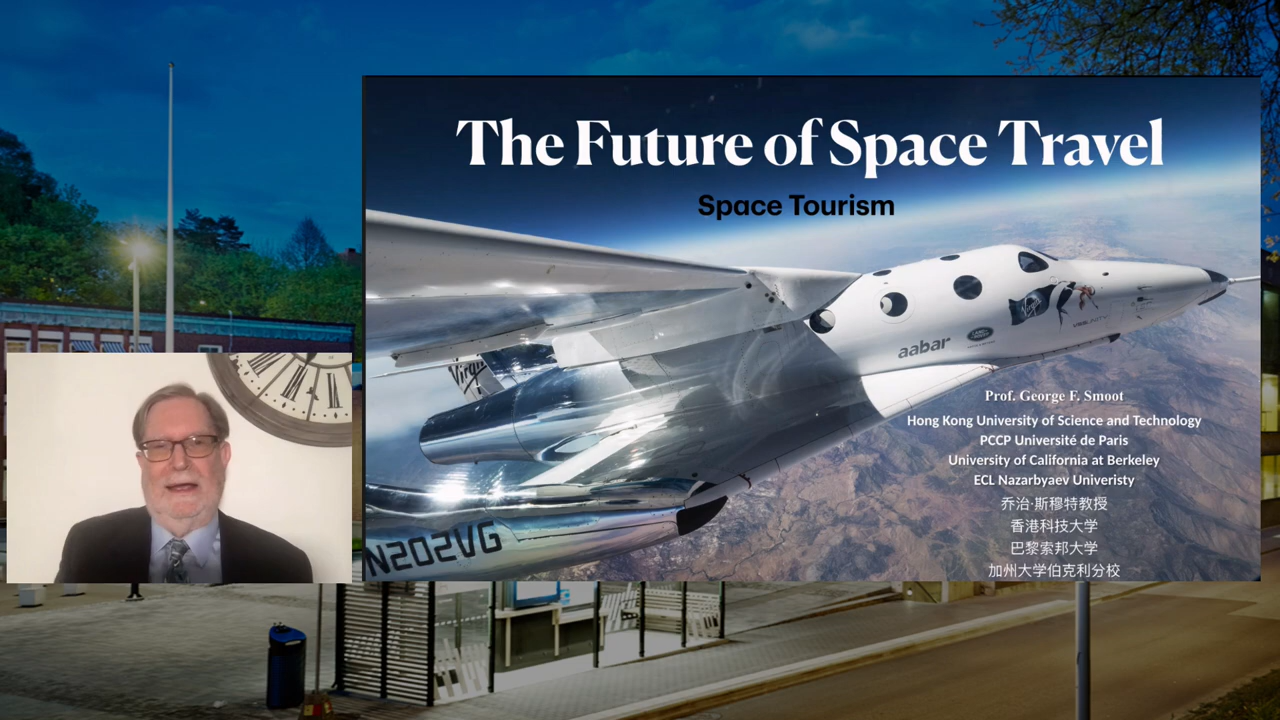 The Future of Space Travel
Space Tourism
Virgin
aabar
N202VG
Prof. George F. Smoot
Hong Kong University of Science and Technology
PCCP Université de Paris
University of California at Berkeley
ECL Nazarbyaev Univeristy
乔治·斯穆特教授
香港科技大学
巴黎索邦大学
加州大学伯克利分校